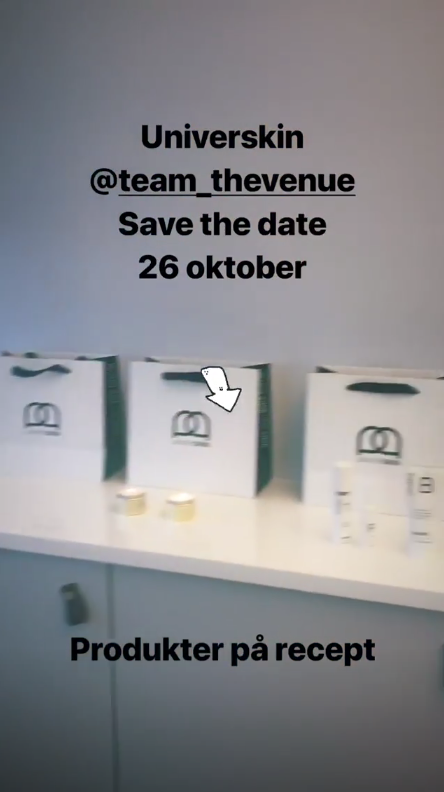 Universkin
@team_thevenue
Save the date
26 oktober
B
Produkter på recept